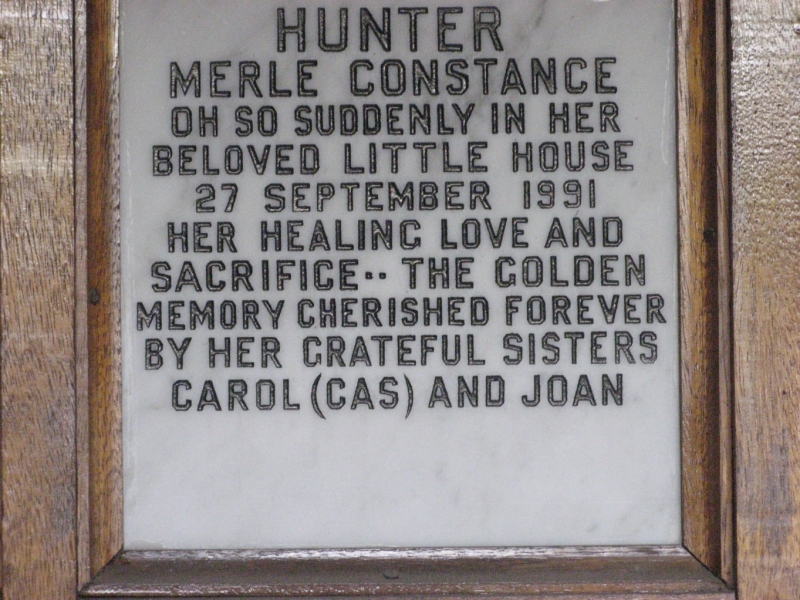 HUNTER
MERLE CONSTANCE
OH SO SUDDENLY IN HER
BELOVED LITTLE HOUSE
27 SEPTEMBER 1991
HER HEALING LOVE AND
SACRIFICE-- THE GOLDEN
MEMORY CHERISHED FOREVER
BY HER GRATEFUL SISTERS
CAROL (CAS) AND JOAN